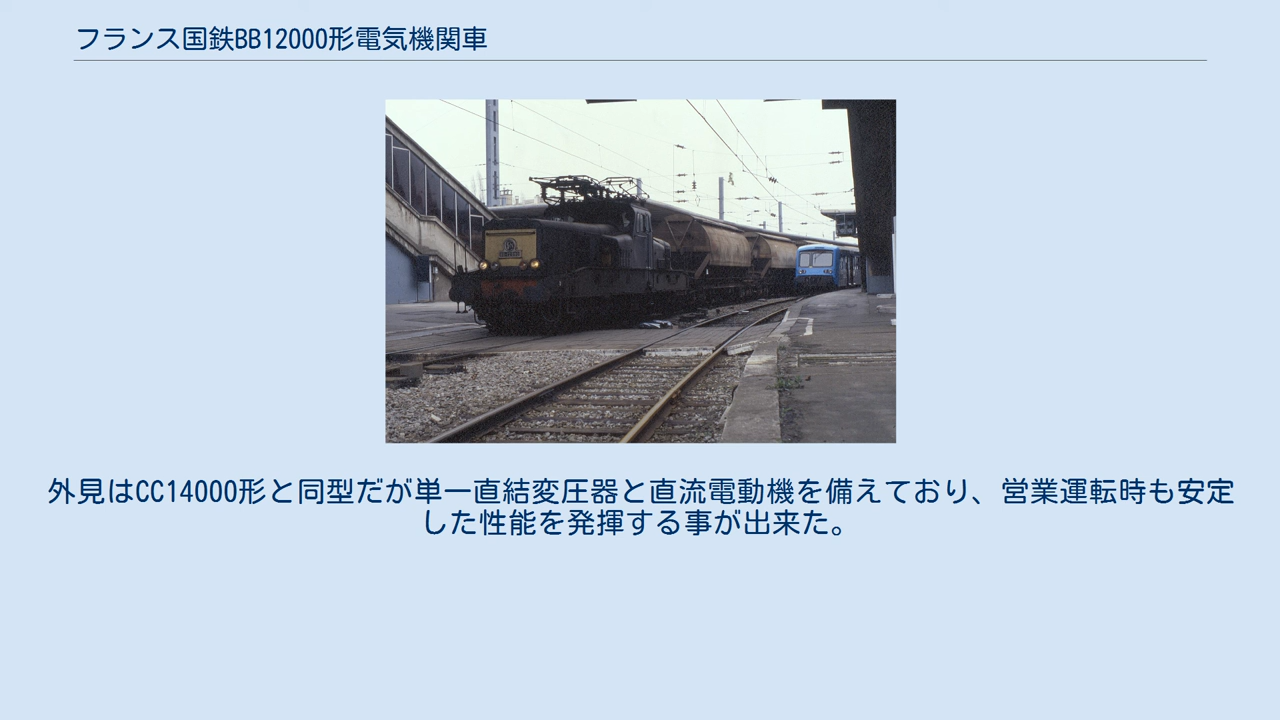 フランス国鉄BB12000形電気機関車
外見はCC14000形と同型だが単一直結変圧器と直流電動機を備えており、営業運転時も安定
した性能を発揮する事が出来た。